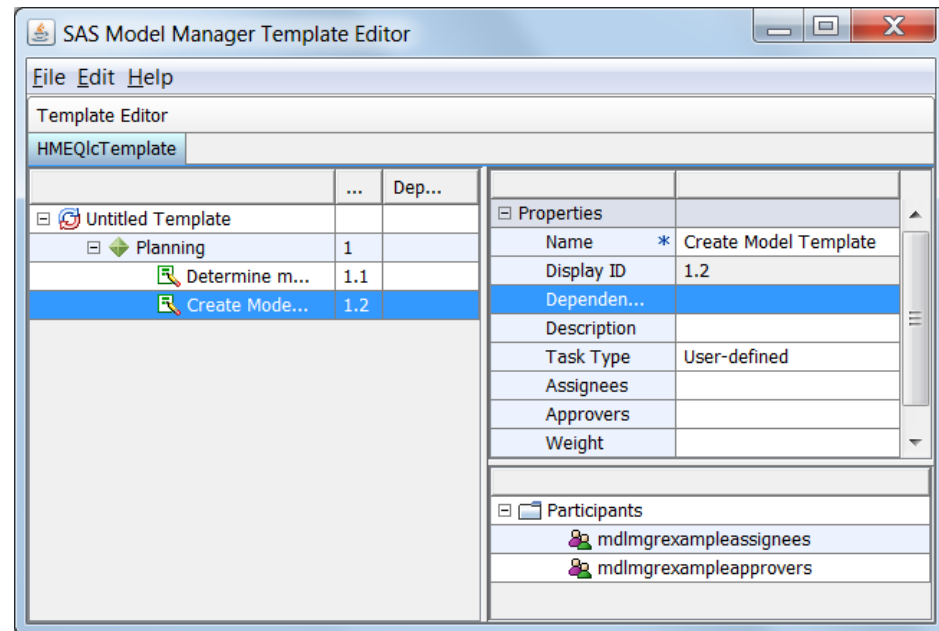 SAS Model Manager Template Editor
File Edit Help
Template Editor
HMEQlcTemplate
... Dep...
Untitled Template
Planning 1
Determine m... 1.1
Create Mode... 1.2
Properties
Name * Create Model Template
Display ID 1.2
Dependen...
Description
Task Type User-defined
Assignees
Approvers
Weight
Participants
mdlmgrexampleassignees
mdlmgrexampleapprovers